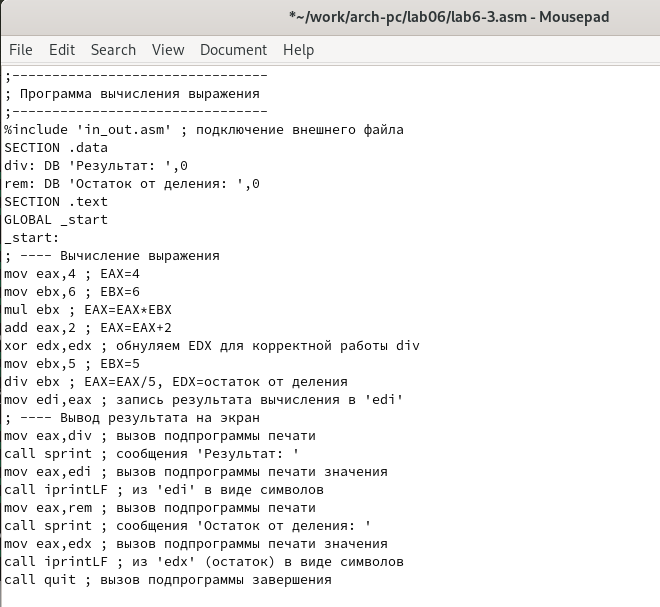 *~/work/arch-pc/lab06/lab6-3.asm - Mousepad
File Edit Search View Document Help
;--------------------------------
; Программа вычисления выражения
;--------------------------------
%include 'in_out.asm' ; подключение внешнего файла
SECTION .data
div: DB 'Результат: ',0
rem: DB 'Остаток от деления: ',0
SECTION .text
GLOBAL _start
_start:
; ---- Вычисление выражения
mov eax,4 ; EAX=4
mov ebx,6 ; EBX=6
mul ebx ; EAX=EAX*EBX
add eax,2 ; EAX=EAX+2
xor edx,edx ; обнуляем EDX для корректной работы div
mov ebx,5 ; EBX=5
div ebx ; EAX=EAX/5, EDX=остаток от деления
mov edi,eax ; запись результата вычисления в 'edi'
; ---- Вывод результата на экран
mov eax,div ; вызов подпрограммы печати
call sprint ; сообщения 'Результат: '
mov eax,edi ; вызов подпрограммы печати значения
call iprintLF ; из 'edi' в виде символов
mov eax,rem ; вызов подпрограммы печати
call sprint ; сообщения 'Остаток от деления: '
mov eax,edx ; вызов подпрограммы печати значения
call iprintLF ; из 'edx' (остаток) в виде символов
call quit ; вызов подпрограммы завершения